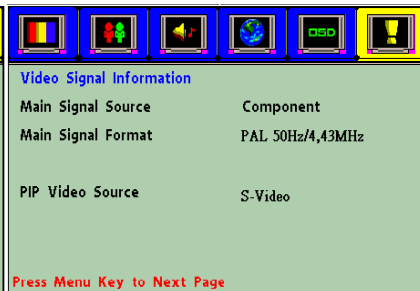 OSD
Video Signal Information
Main Signal Source Component
Main Signal Format PAL 50Hz/4,43MHz
PIP Video Source S-Video
Press Menu Key to Next Page